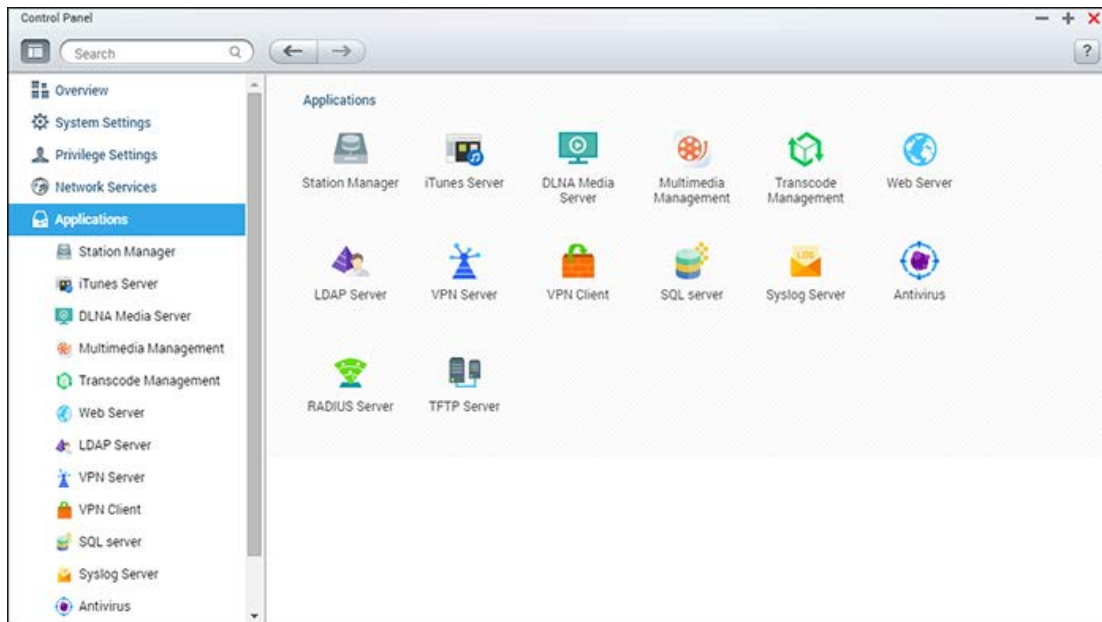 Control Panel
Search
?
Overview
System Settings
Privilege Settings
Network Services
Applications
Station Manager
iTunes Server
DLNA Media Server
Multimedia Management
Transcode Management
Web Server
LDAP Server
VPN Server
VPN Client
SQL server
Syslog Server
Antivirus
Applications
Station Manager
iTunes Server
DLNA Media
Server
Multimedia
Management
Transcode
Management
Web Server
LDAP Server
VPN Server
VPN Client
SQL server
LOG
Syslog Server
Antivirus
RADIUS Server
TFTP Server